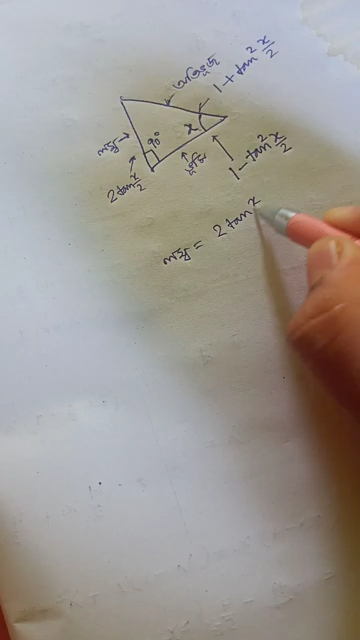 অতিভুজ
1 + tan² x/2
লম্ব
90°
x
ভূমি
2 tan x/2
1 - tan² x/2
লম্ব = 2 tan x